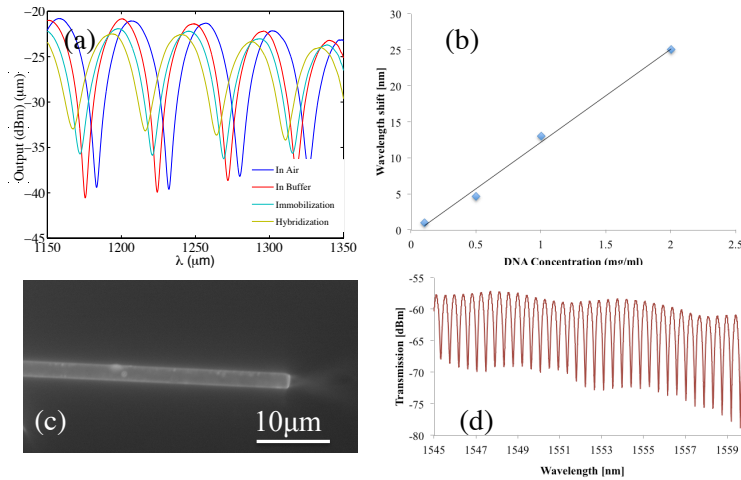 (a)
Output (dBm) (μm)
−20
−25
−30
−35
−40
−45
1150
1200
1250
1300
1350
λ (μm)
In Air
In Buffer
Immobilization
Hybridization
(b)
Wavelength shift [nm]
30
25
20
15
10
5
0
0
0.5
1
1.5
2
2.5
DNA Concentration (mg/ml)
(c)
10μm
(d)
Transmission [dBm]
-55
-60
-65
-70
-75
-80
1545
1547
1549
1551
1553
1555
1557
1559
Wavelength [nm]